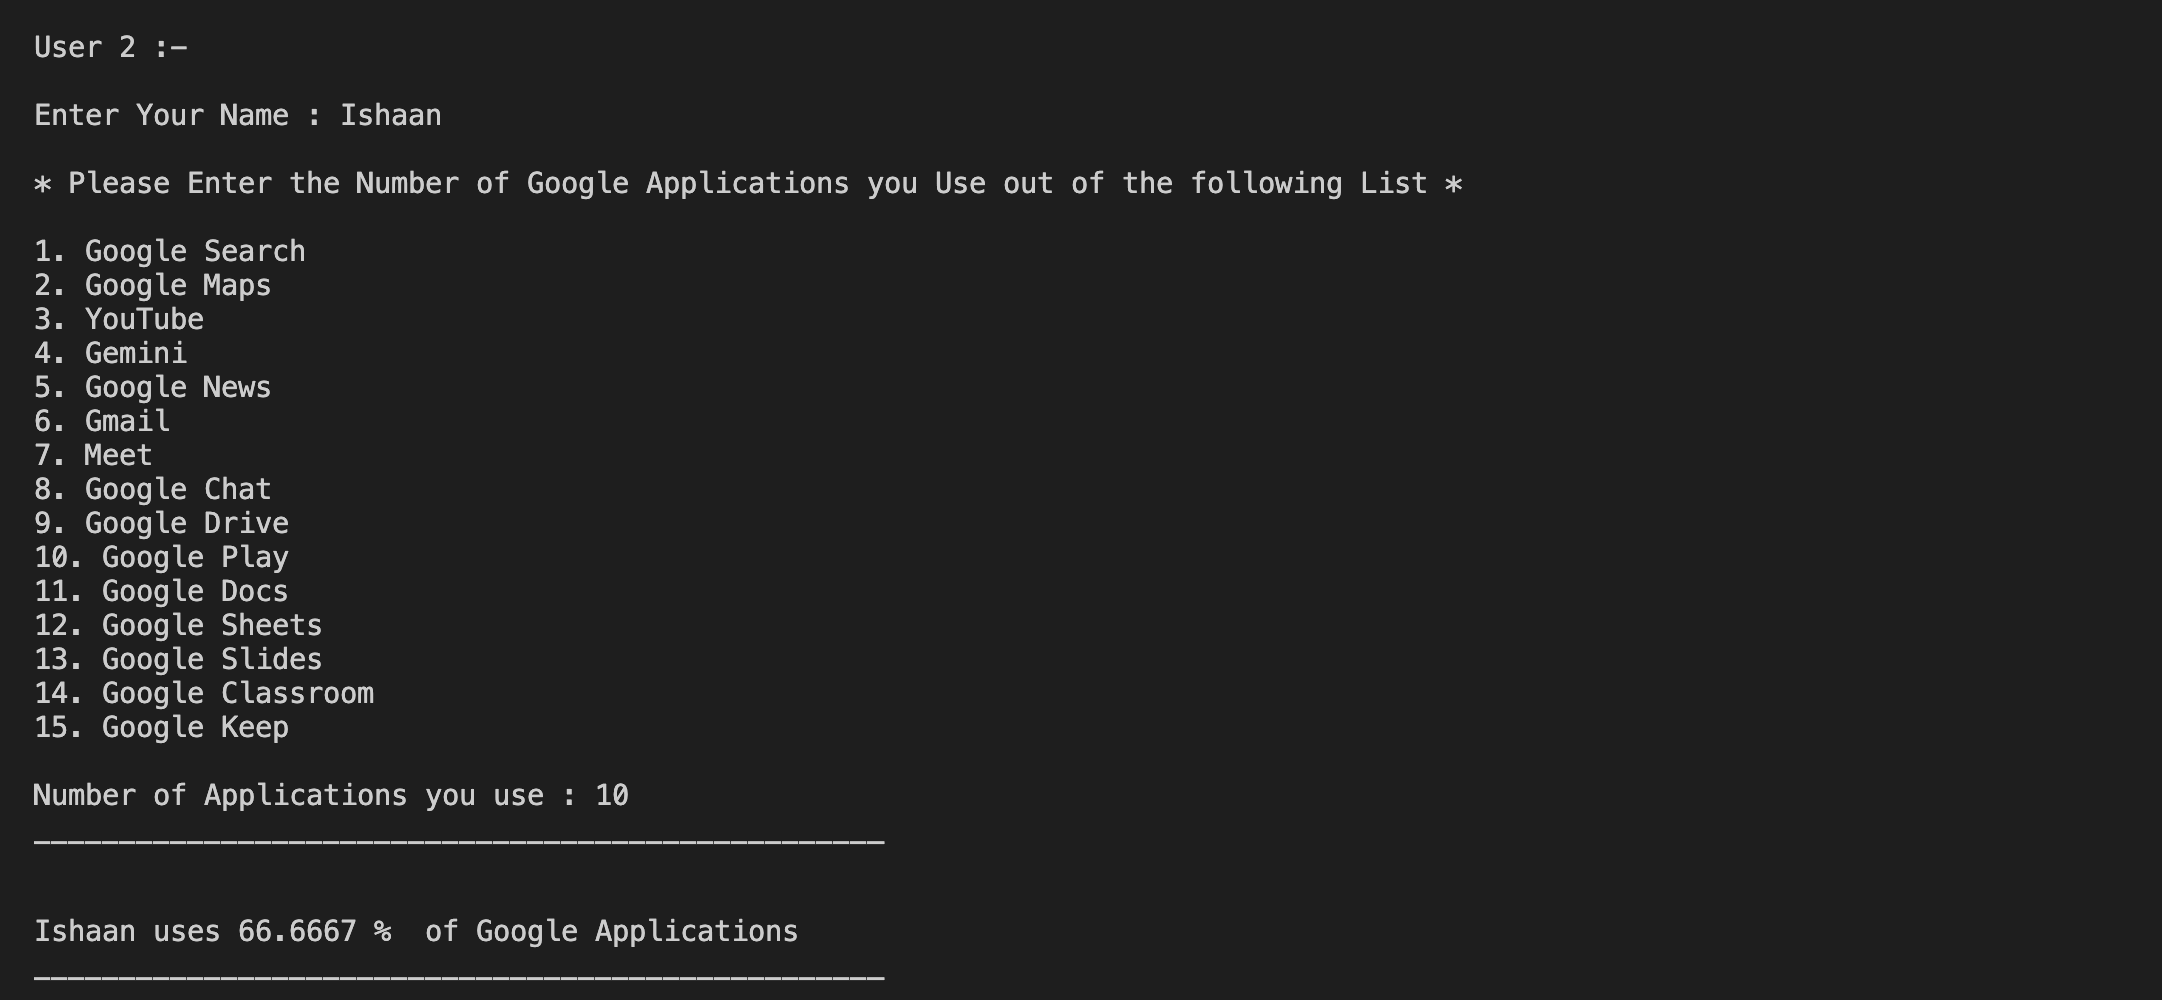 User 2 :-
Enter Your Name : Ishaan
* Please Enter the Number of Google Applications you Use out of the following List *
1. Google Search
2. Google Maps
3. YouTube
4. Gemini
5. Google News
6. Gmail
7. Meet
8. Google Chat
9. Google Drive
10. Google Play
11. Google Docs
12. Google Sheets
13. Google Slides
14. Google Classroom
15. Google Keep
Number of Applications you use : 10
__________________________________________________
Ishaan uses 66.6667 %  of Google Applications
__________________________________________________